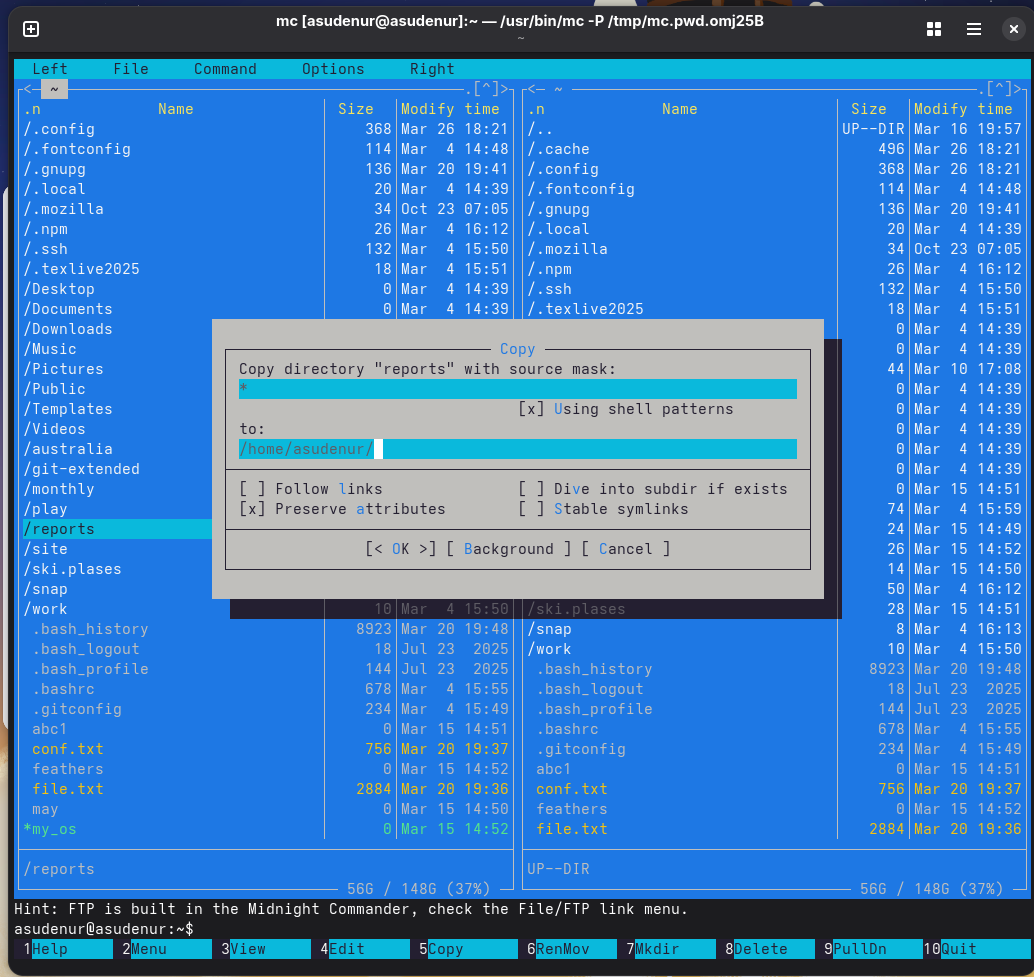 mc [asudenur@asudenur]:~ — /usr/bin/mc -P /tmp/mc.pwd.omj25B
~
Left File Command Options Right
<─ ~ .[^]> <─ ~ .[^]>
.n Name Size Modify time .n Name Size Modify time
/.config 368 Mar 26 18:21 /.. UP--DIR Mar 16 19:57
/.fontconfig 114 Mar 4 14:48 /.cache 496 Mar 26 18:21
/.gnupg 136 Mar 20 19:41 /.config 368 Mar 26 18:21
/.local 20 Mar 4 14:39 /.fontconfig 114 Mar 4 14:48
/.mozilla 34 Oct 23 07:05 /.gnupg 136 Mar 20 19:41
/.npm 26 Mar 4 16:12 /.local 20 Mar 4 14:39
/.ssh 132 Mar 4 15:50 /.mozilla 34 Oct 23 07:05
/.texlive2025 18 Mar 4 15:51 /.npm 26 Mar 4 16:12
/Desktop 0 Mar 4 14:39 /.ssh 132 Mar 4 15:50
/Documents 0 Mar 4 14:39 /.texlive2025 18 Mar 4 15:51
/Downloads 0 Mar 4 14:39
/Music Copy 0 Mar 4 14:39
/Pictures Copy directory "reports" with source mask: 44 Mar 10 17:08
/Public * 0 Mar 4 14:39
/Templates [x] Using shell patterns 0 Mar 4 14:39
/Videos to: 0 Mar 4 14:39
/australia /home/asudenur/ 0 Mar 4 14:39
/git-extended 0 Mar 4 14:39
/monthly [ ] Follow links [ ] Dive into subdir if exists 0 Mar 15 14:51
/play [x] Preserve attributes [ ] Stable symlinks 74 Mar 4 15:59
/reports 24 Mar 15 14:49
/site [< OK >] [ Background ] [ Cancel ] 26 Mar 15 14:52
/ski.plases 14 Mar 15 14:50
/snap 50 Mar 4 16:12
/work 10 Mar 4 15:50 /ski.plases 28 Mar 15 14:51
.bash_history 8923 Mar 20 19:48 /snap 8 Mar 4 16:13
.bash_logout 18 Jul 23 2025 /work 10 Mar 4 15:50
.bash_profile 144 Jul 23 2025 .bash_history 8923 Mar 20 19:48
.bashrc 678 Mar 4 15:55 .bash_logout 18 Jul 23 2025
.gitconfig 234 Mar 4 15:49 .bash_profile 144 Jul 23 2025
abc1 0 Mar 15 14:51 .bashrc 678 Mar 4 15:55
conf.txt 756 Mar 20 19:37 .gitconfig 234 Mar 4 15:49
feathers 0 Mar 15 14:52 abc1 0 Mar 15 14:51
file.txt 2884 Mar 20 19:36 conf.txt 756 Mar 20 19:37
may 0 Mar 15 14:50 feathers 0 Mar 15 14:52
*my_os 0 Mar 15 14:52 file.txt 2884 Mar 20 19:36
/reports UP--DIR
56G / 148G (37%) 56G / 148G (37%)
Hint: FTP is built in the Midnight Commander, check the File/FTP link menu.
asudenur@asudenur:~$
1Help 2Menu 3View 4Edit 5Copy 6RenMov 7Mkdir 8Delete 9PullDn 10Quit